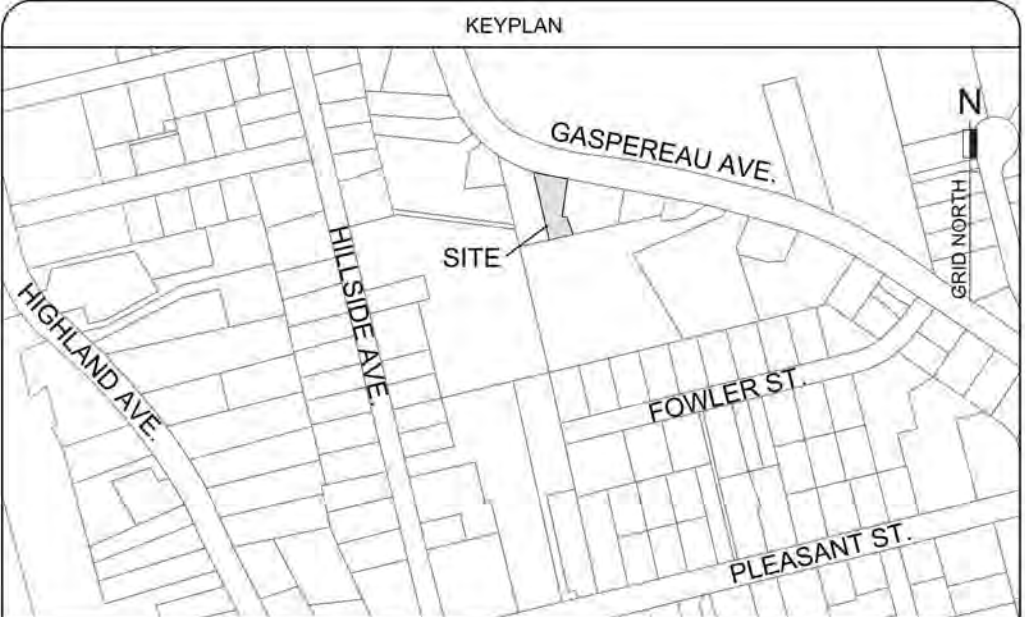 KEYPLAN
N
GASPEREAU AVE.
GRID NORTH
SITE
HILLSIDE AVE.
HIGHLAND AVE.
FOWLER ST.
PLEASANT ST.